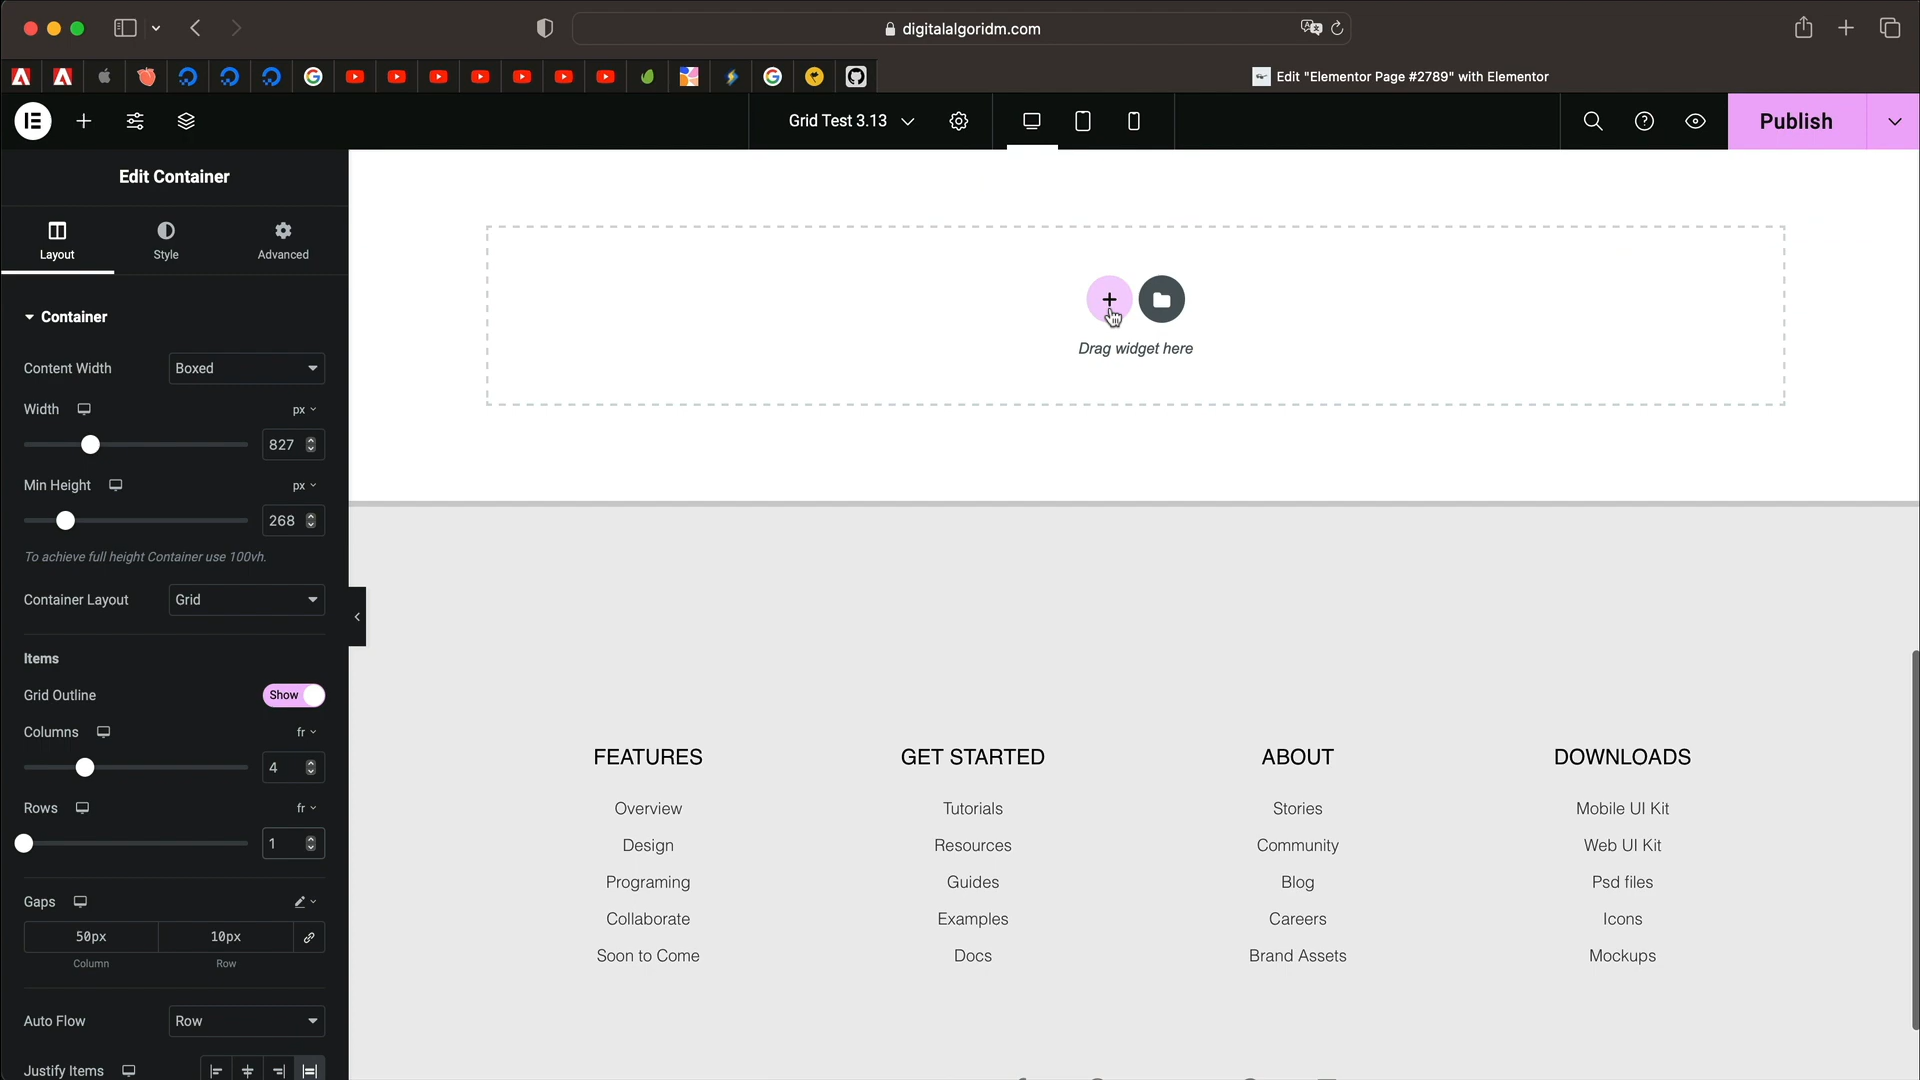 digitalalgoridm.com
Edit "Elementor Page #2789" with Elementor
Grid Test 3.13
Publish
Edit Container
Layout
Style
Advanced
Container
Content Width
Boxed
Width
px
827
Min Height
px
268
To achieve full height Container use 100vh.
Container Layout
Grid
Items
Grid Outline
Show
Columns
fr
4
Rows
fr
1
Gaps
50px
10px
Column
Row
Auto Flow
Row
Justify Items
Drag widget here
FEATURES
Overview
Design
Programing
Collaborate
Soon to Come
GET STARTED
Tutorials
Resources
Guides
Examples
Docs
ABOUT
Stories
Community
Blog
Careers
Brand Assets
DOWNLOADS
Mobile UI Kit
Web UI Kit
Psd files
Icons
Mockups